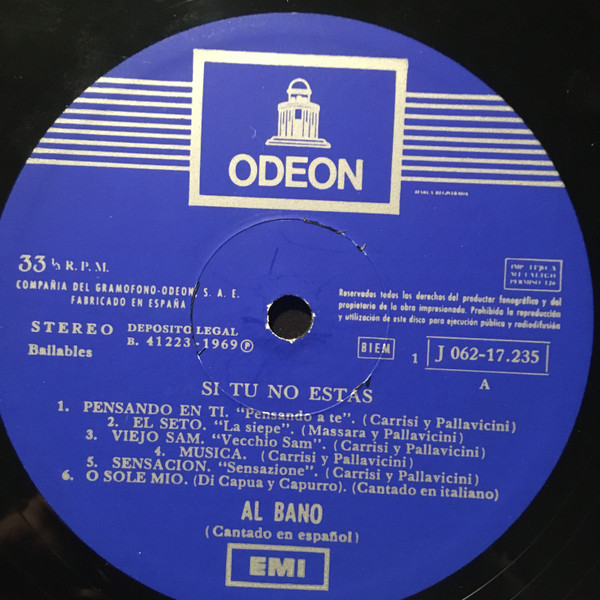 ODEON
MARCA REGISTRADA
33 ⅓ R. P. M.
COMPAÑIA DEL GRAMOFONO-ODEON, S. A. E.
FABRICADO EN ESPAÑA
STEREO
DEPOSITO LEGAL
B. 41223-1969 Ⓟ
Bailables
Reservados todos los derechos del productor fonográfico y del
propietario de la obra impresionada. Prohibida la reproducción
y utilización de este disco para ejecución pública y radiodifusión
BIEM
1
J 062-17.235
A
SI TU NO ESTAS
1. PENSANDO EN TI. “Pensando a te”. (Carrisi y Pallavicini)
2. EL SETO. “La siepe”. (Massara y Pallavicini)
3. VIEJO SAM. “Vecchio Sam”. (Carrisi y Pallavicini)
4. MUSICA. (Carrisi y Pallavicini)
5. SENSACION. “Sensazione”. (Carrisi y Pallavicini)
6. O SOLE MIO. (Di Capua y Capurro). (Cantado en italiano)
AL BANO
(Cantado en español)
EMI